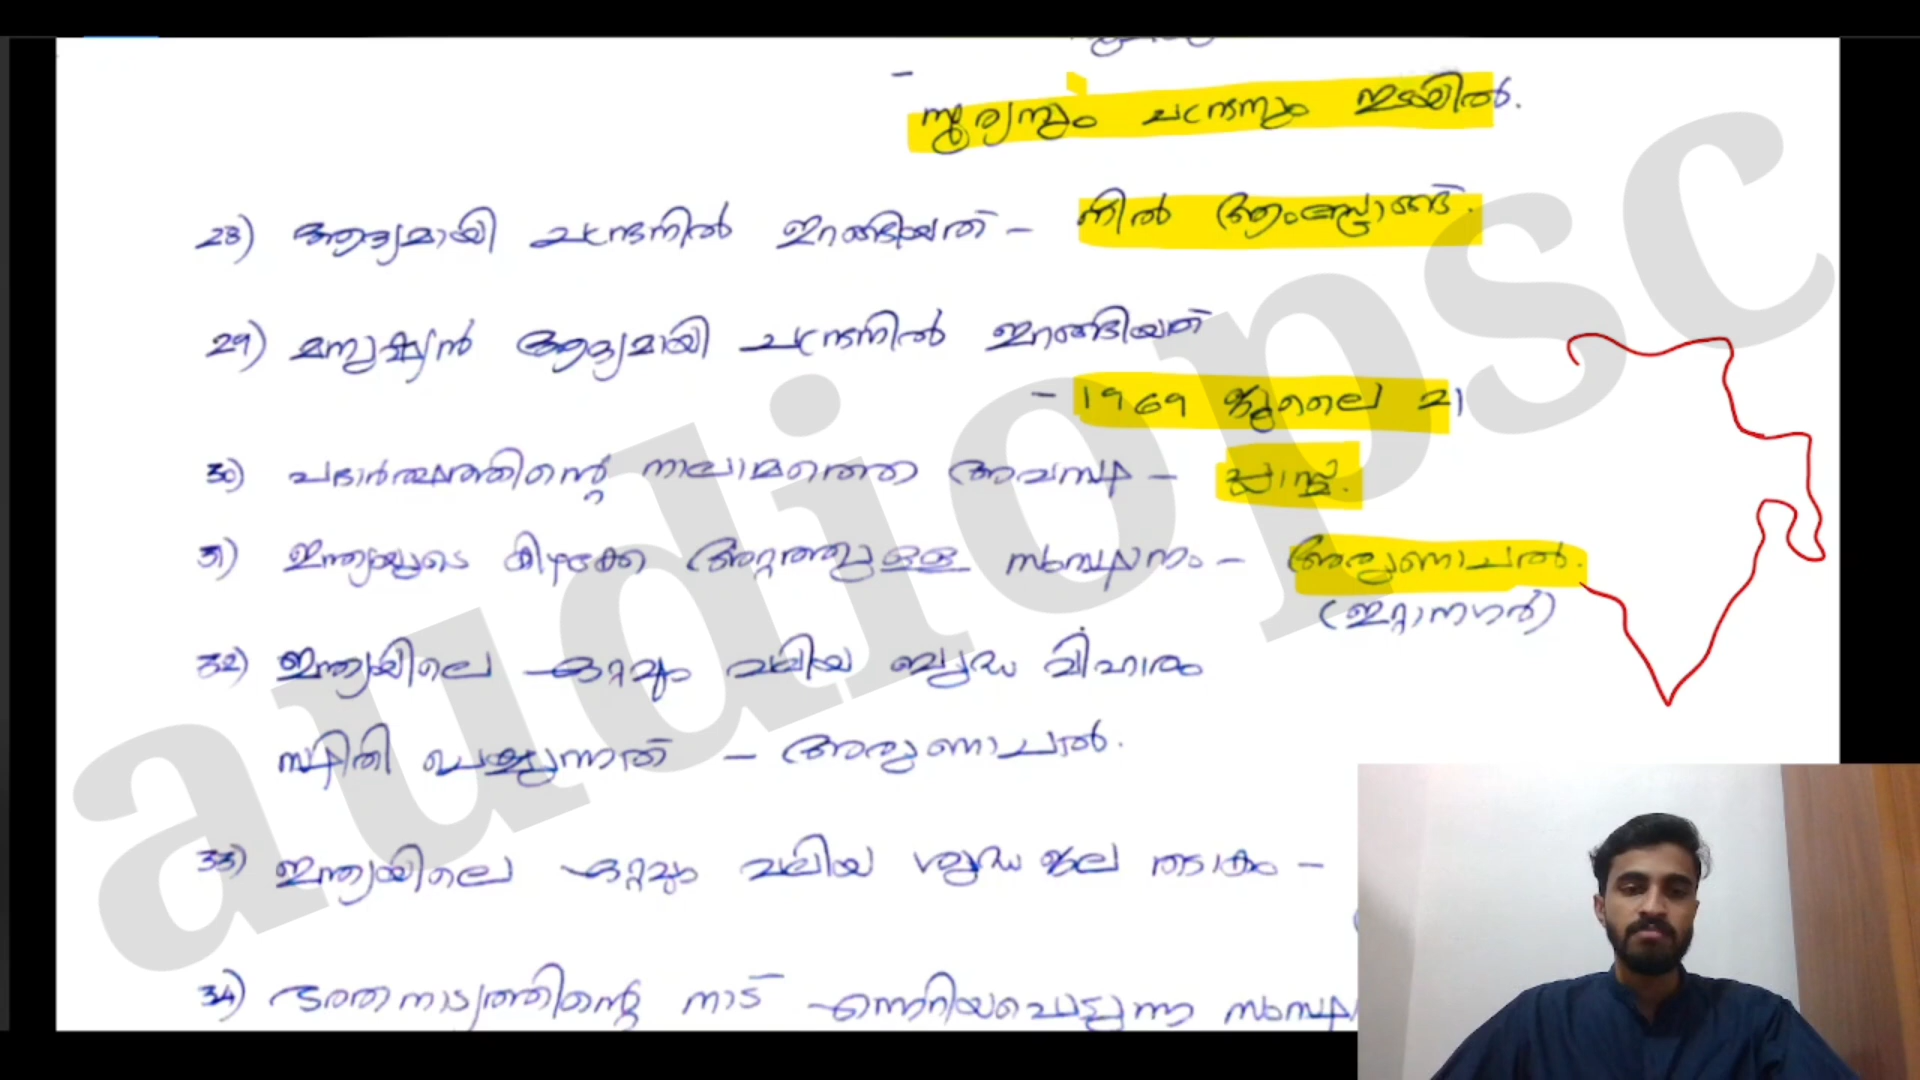 -
സൂര്യനും ചന്ദ്രനും ഇടയിൽ.
28) ആദ്യമായി ചന്ദ്രനിൽ ഇറങ്ങിയത് - നീൽ ആംസ്ട്രോങ്ങ്.
29) മനുഷ്യൻ ആദ്യമായി ചന്ദ്രനിൽ ഇറങ്ങിയത്
- 1969 ജൂലൈ 21
30) പദാർത്ഥത്തിന്റെ നാലാമത്തെ അവസ്ഥ - പ്ലാസ്മ.
31) ഇന്ത്യയുടെ കിഴക്കേ അറ്റത്തുള്ള സംസ്ഥാനം - അരുണാചൽ.
(ഇറ്റാനഗർ)
32) ഇന്ത്യയിലെ ഏറ്റവും വലിയ ബുദ്ധ വിഹാരം
സ്ഥിതി ചെയ്യുന്നത് - അരുണാചൽ.
33) ഇന്ത്യയിലെ ഏറ്റവും വലിയ ശുദ്ധ ജല തടാകം -
34) ഭരതനാട്യത്തിന്റെ നാട് എന്നറിയപ്പെടുന്ന
audiopsc